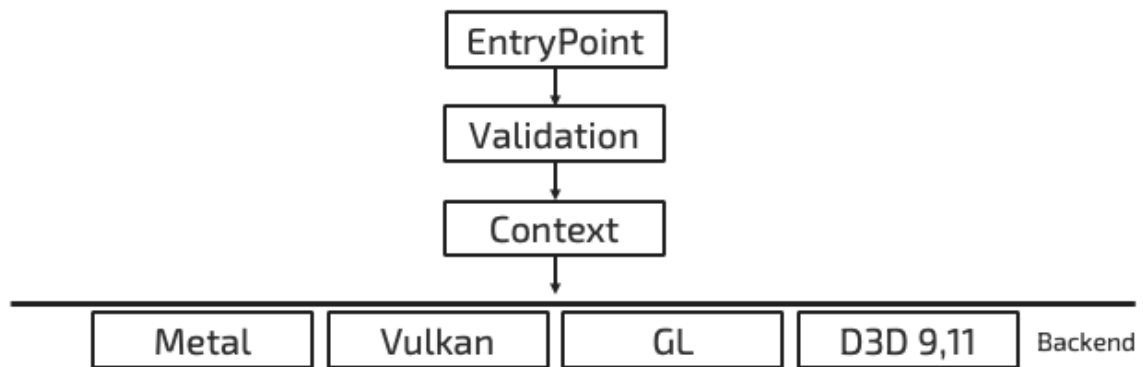 EntryPoint
Validation
Context
Metal
Vulkan
GL
D3D 9,11
Backend